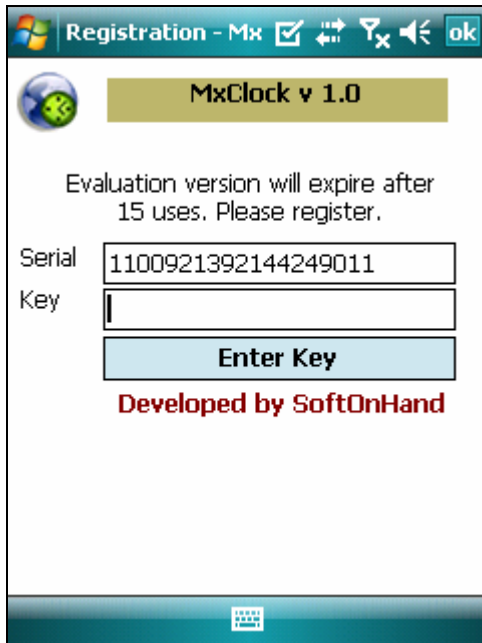 Registration - Mx
ok
MxClock v 1.0
Evaluation version will expire after
15 uses. Please register.
Serial 1100921392144249011
Key
Enter Key
Developed by SoftOnHand